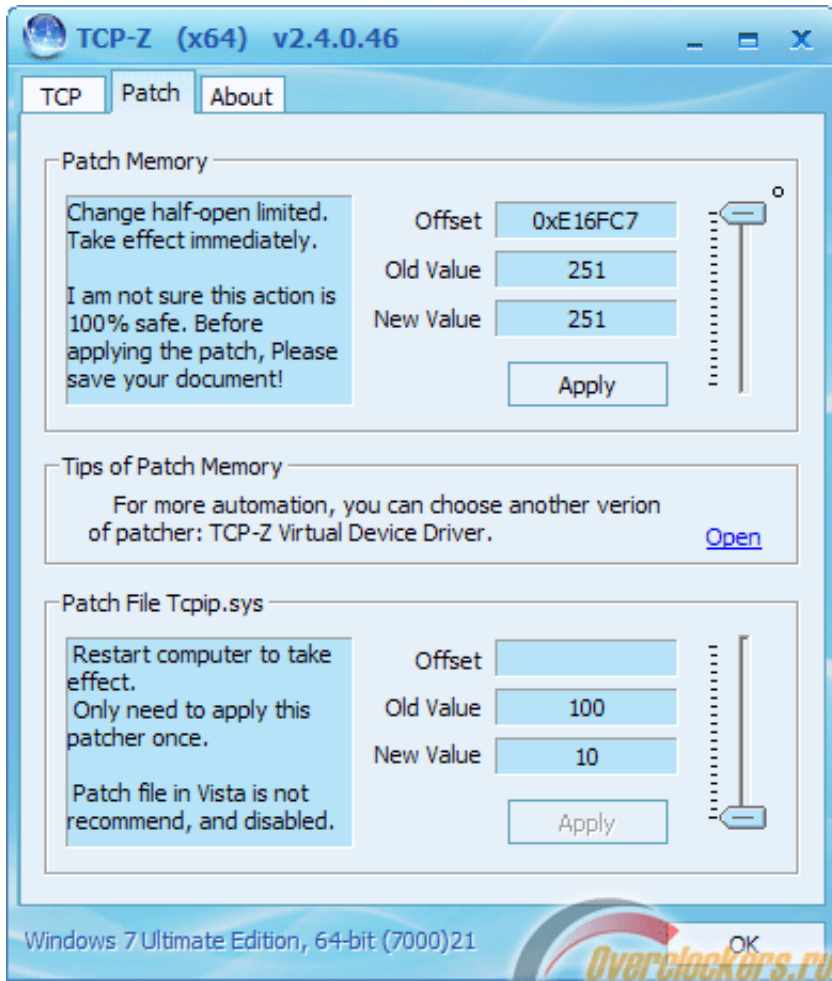 TCP-Z (x64) v2.4.0.46
TCP
Patch
About
Patch Memory
Change half-open limited.
Take effect immediately.
I am not sure this action is
100% safe. Before
applying the patch, Please
save your document!
Offset
0xE16FC7
Old Value
251
New Value
251
Apply
Tips of Patch Memory
For more automation, you can choose another verion
of patcher: TCP-Z Virtual Device Driver.
Open
Patch File Tcpip.sys
Restart computer to take
effect.
Only need to apply this
patcher once.
Patch file in Vista is not
recommend, and disabled.
Offset
Old Value
100
New Value
10
Apply
Windows 7 Ultimate Edition, 64-bit (7000)21
OK
Overclockers.ru